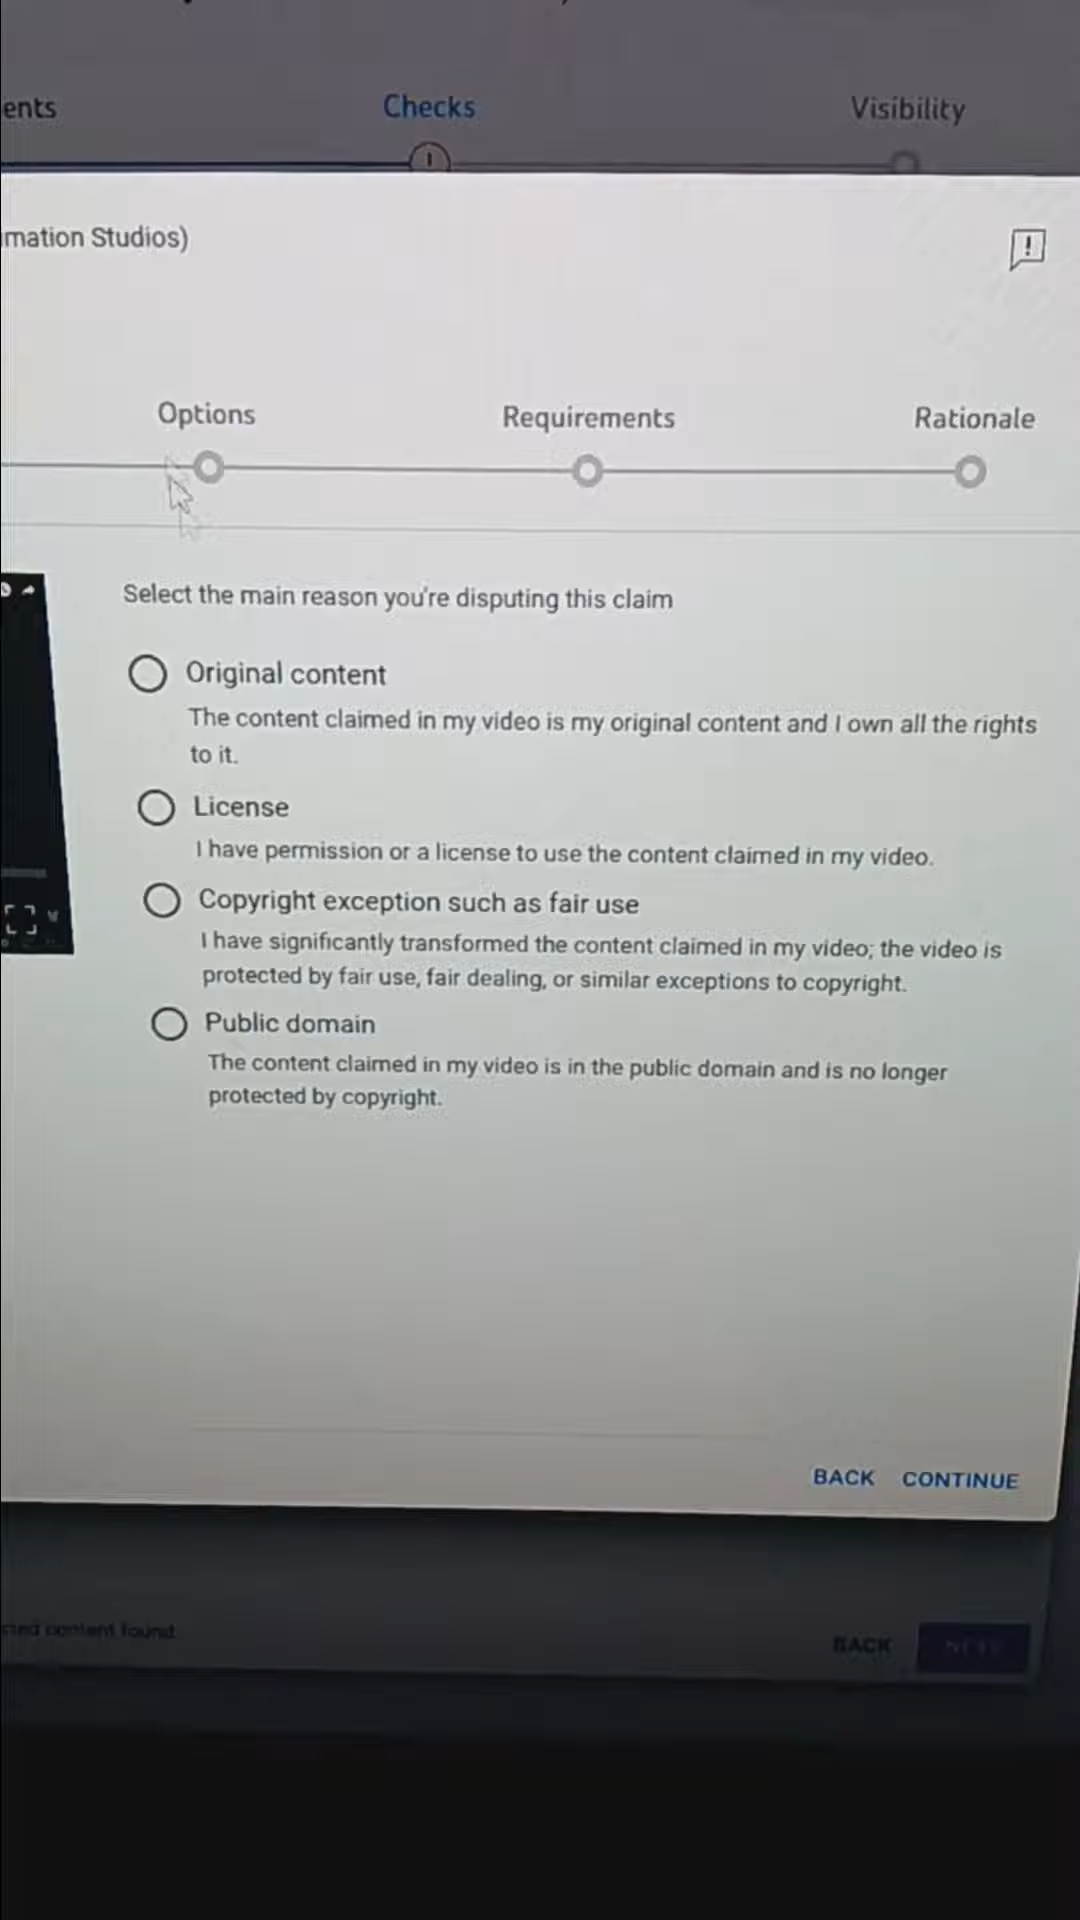 ents
Checks
Visibility
mation Studios)
Options
Requirements
Rationale
Select the main reason you're disputing this claim
Original content
The content claimed in my video is my original content and I own all the rights
to it.
License
I have permission or a license to use the content claimed in my video.
Copyright exception such as fair use
I have significantly transformed the content claimed in my video; the video is
protected by fair use, fair dealing, or similar exceptions to copyright.
Public domain
The content claimed in my video is in the public domain and is no longer
protected by copyright.
BACK CONTINUE
cted content found
BACK NEXT